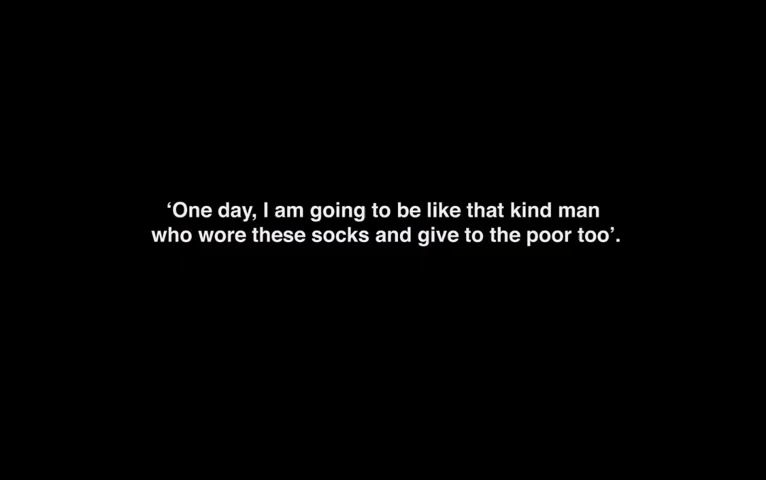 ‘One day, I am going to be like that kind man
who wore these socks and give to the poor too’.